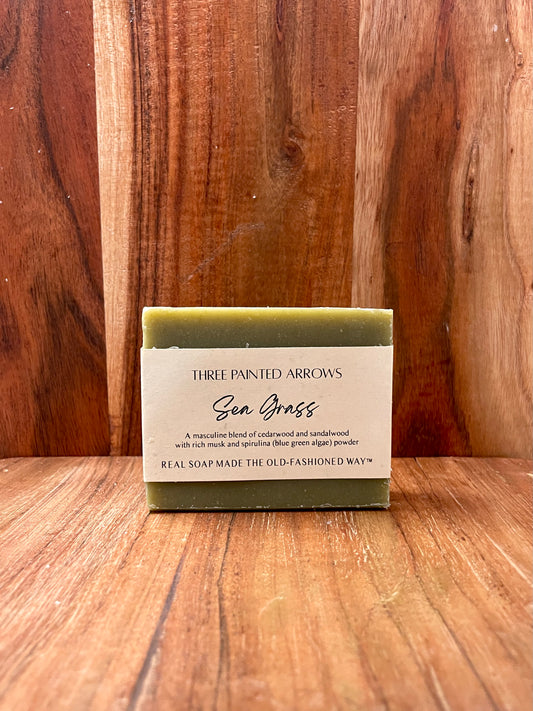 THREE PAINTED ARROWS
Sea Grass
A masculine blend of cedarwood and sandalwood
with rich musk and spirulina (blue green algae) powder
REAL SOAP MADE THE OLD-FASHIONED WAY™